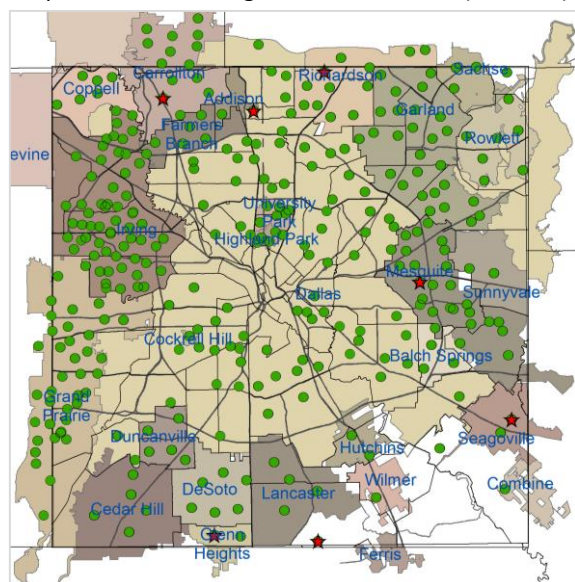 Carrollton
Richardson
Sachse
Coppell
Addison
Garland
Farmers
Branch
Rowlett
evine
University
Park
Irving
Highland Park
Mesquite
Dallas
Sunnyvale
Cockrell Hill
Balch Springs
Grand
Prairie
Duncanville
Hutchins
Seagoville
DeSoto
Lancaster
Wilmer
Combine
Cedar Hill
Glenn
Heights
Ferris